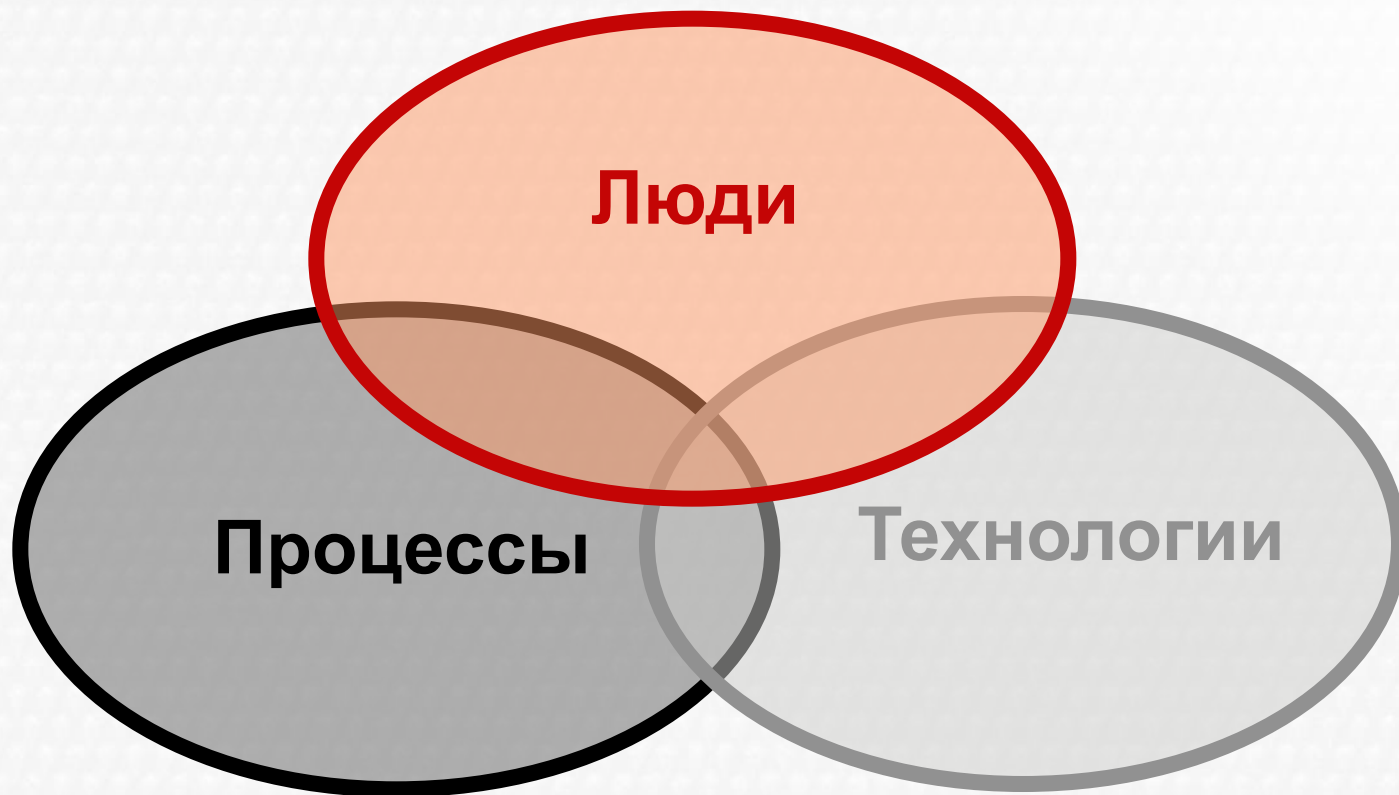 Люди
Процессы
Технологии